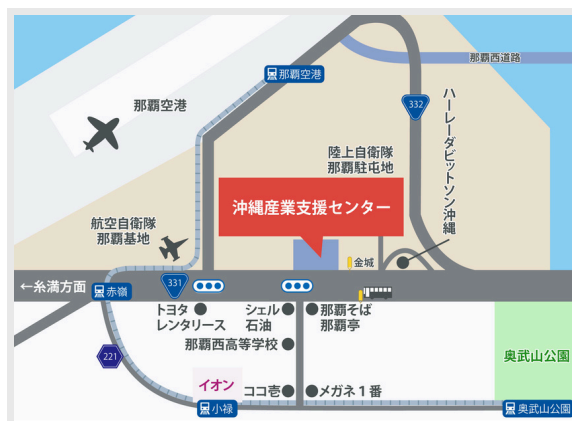 那覇西道路
那覇空港
那覇空港
332
ハーレーダビットソン沖縄
陸上自衛隊
那覇駐屯地
沖縄産業支援センター
航空自衛隊
那覇基地
金城
←糸満方面
赤嶺
331
トヨタ
レンタリース
シェル
石油
那覇そば
那覇亭
那覇西高等学校
221
イオン
ココ壱
メガネ1番
奥武山公園
小禄
奥武山公園